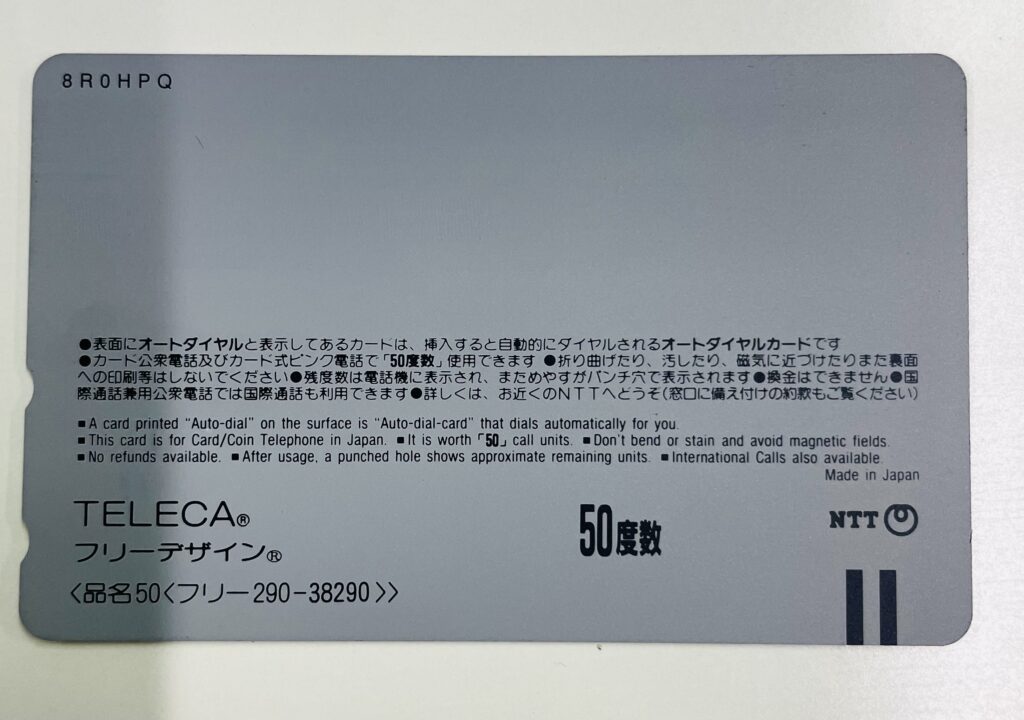 8R0HPQ
●表面にオートダイヤルと表示してあるカードは、挿入すると自動的にダイヤルされるオートダイヤルカードです
●カード公衆電話及びカード式ピンク電話で「50度数」使用できます ●折り曲げたり、汚したり、磁気に近づけたりまた裏面
への印刷等はしないでください●残度数は電話機に表示され、まためやすがパンチ穴で表示されます●換金はできません●国
際通話兼用公衆電話では国際通話も利用できます●詳しくは、お近くのNTTへどうぞ(窓口に備え付けの約款もご覧ください)
■A card printed “Auto-dial” on the surface is “Auto-dial-card” that dials automatically for you.
■This card is for Card/Coin Telephone in Japan. ■It is worth「50」call units. ■Don't bend or stain and avoid magnetic fields.
■No refunds available. ■After usage, a punched hole shows approximate remaining units. ■International Calls also available.
Made in Japan
TELECA®
フリーデザイン®
50度数
NTT
〈品名50〈フリー290-38290〉〉